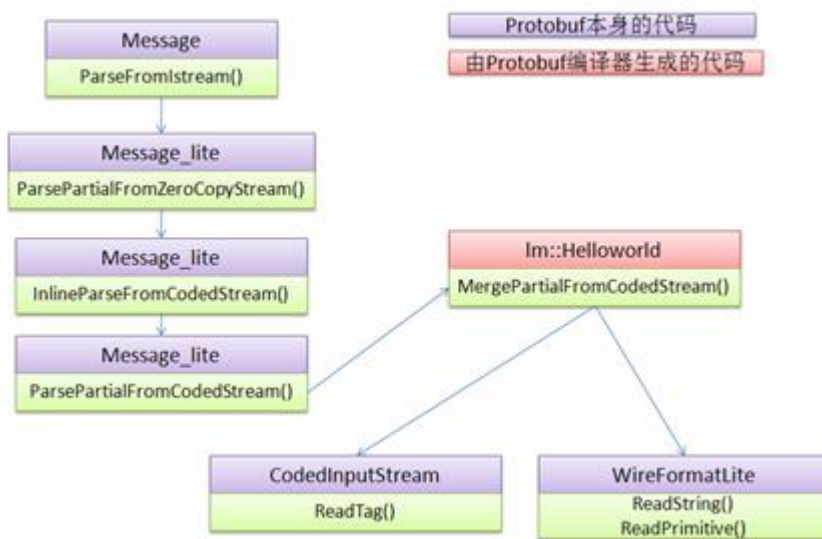 Message
ParseFromIstream()
Protobuf本身的代码
由Protobuf编译器生成的代码
Message_lite
ParsePartialFromZeroCopyStream()
Message_lite
InlineParseFromCodedStream()
Message_lite
ParsePartialFromCodedStream()
lm::Helloworld
MergePartialFromCodedStream()
CodedInputStream
ReadTag()
WireFormatLite
ReadString()
ReadPrimitive()